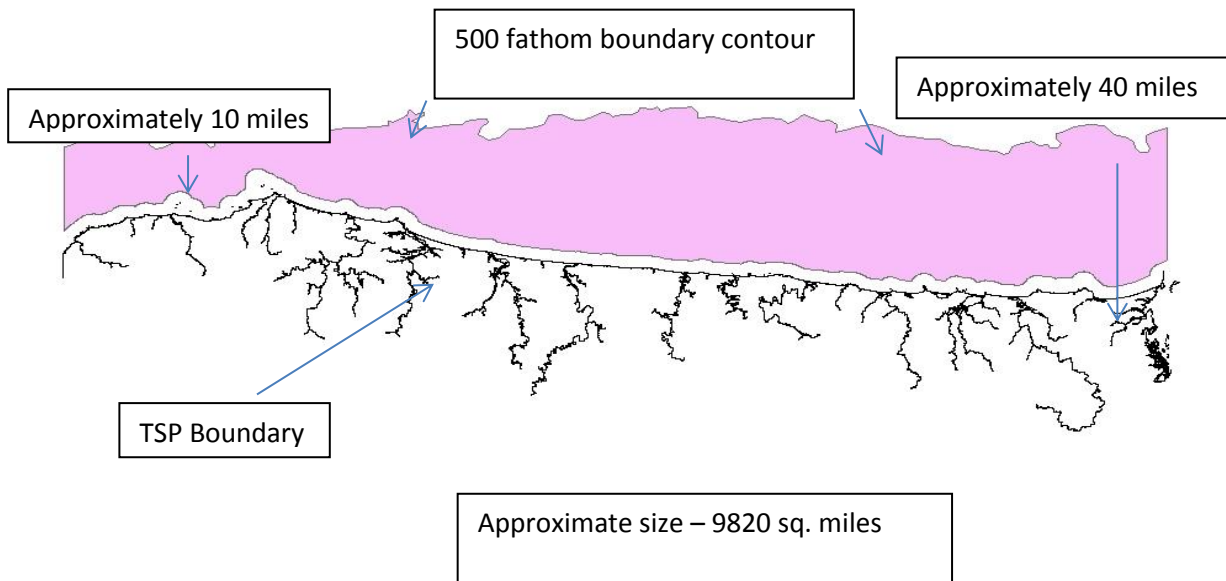 500 fathom boundary contour
Approximately 40 miles
Approximately 10 miles
TSP Boundary
Approximate size – 9820 sq. miles